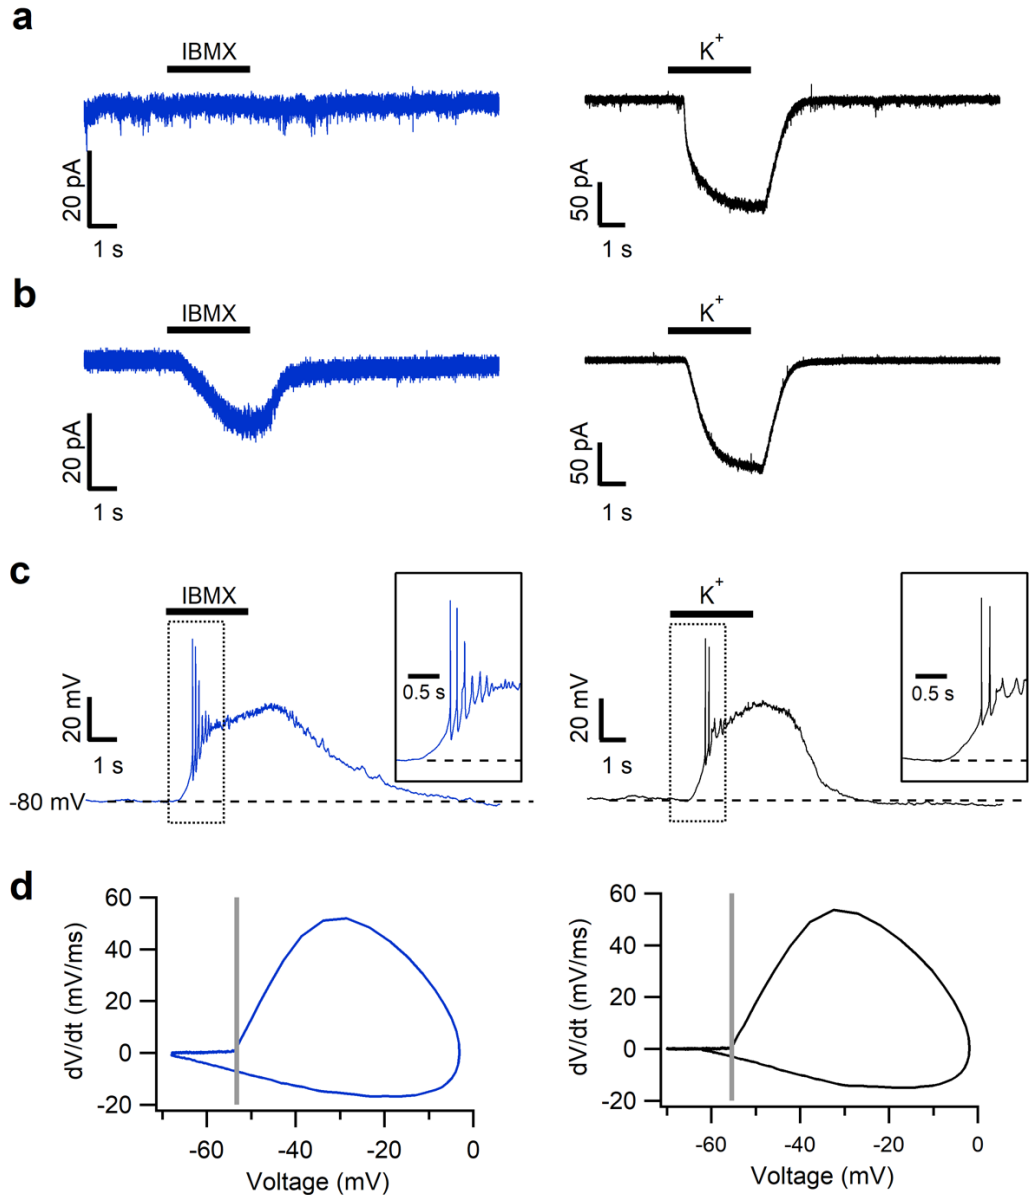 a
IBMX
20 pA
1 s
K+
50 pA
1 s
b
IBMX
20 pA
1 s
K+
50 pA
1 s
c
IBMX
0.5 s
20 mV
1 s
-80 mV
K+
0.5 s
20 mV
1 s
d
60
40
20
0
-20
dV/dt (mV/ms)
-60
-40
-20
0
Voltage (mV)
60
40
20
0
-20
dV/dt (mV/ms)
-60
-40
-20
0
Voltage (mV)